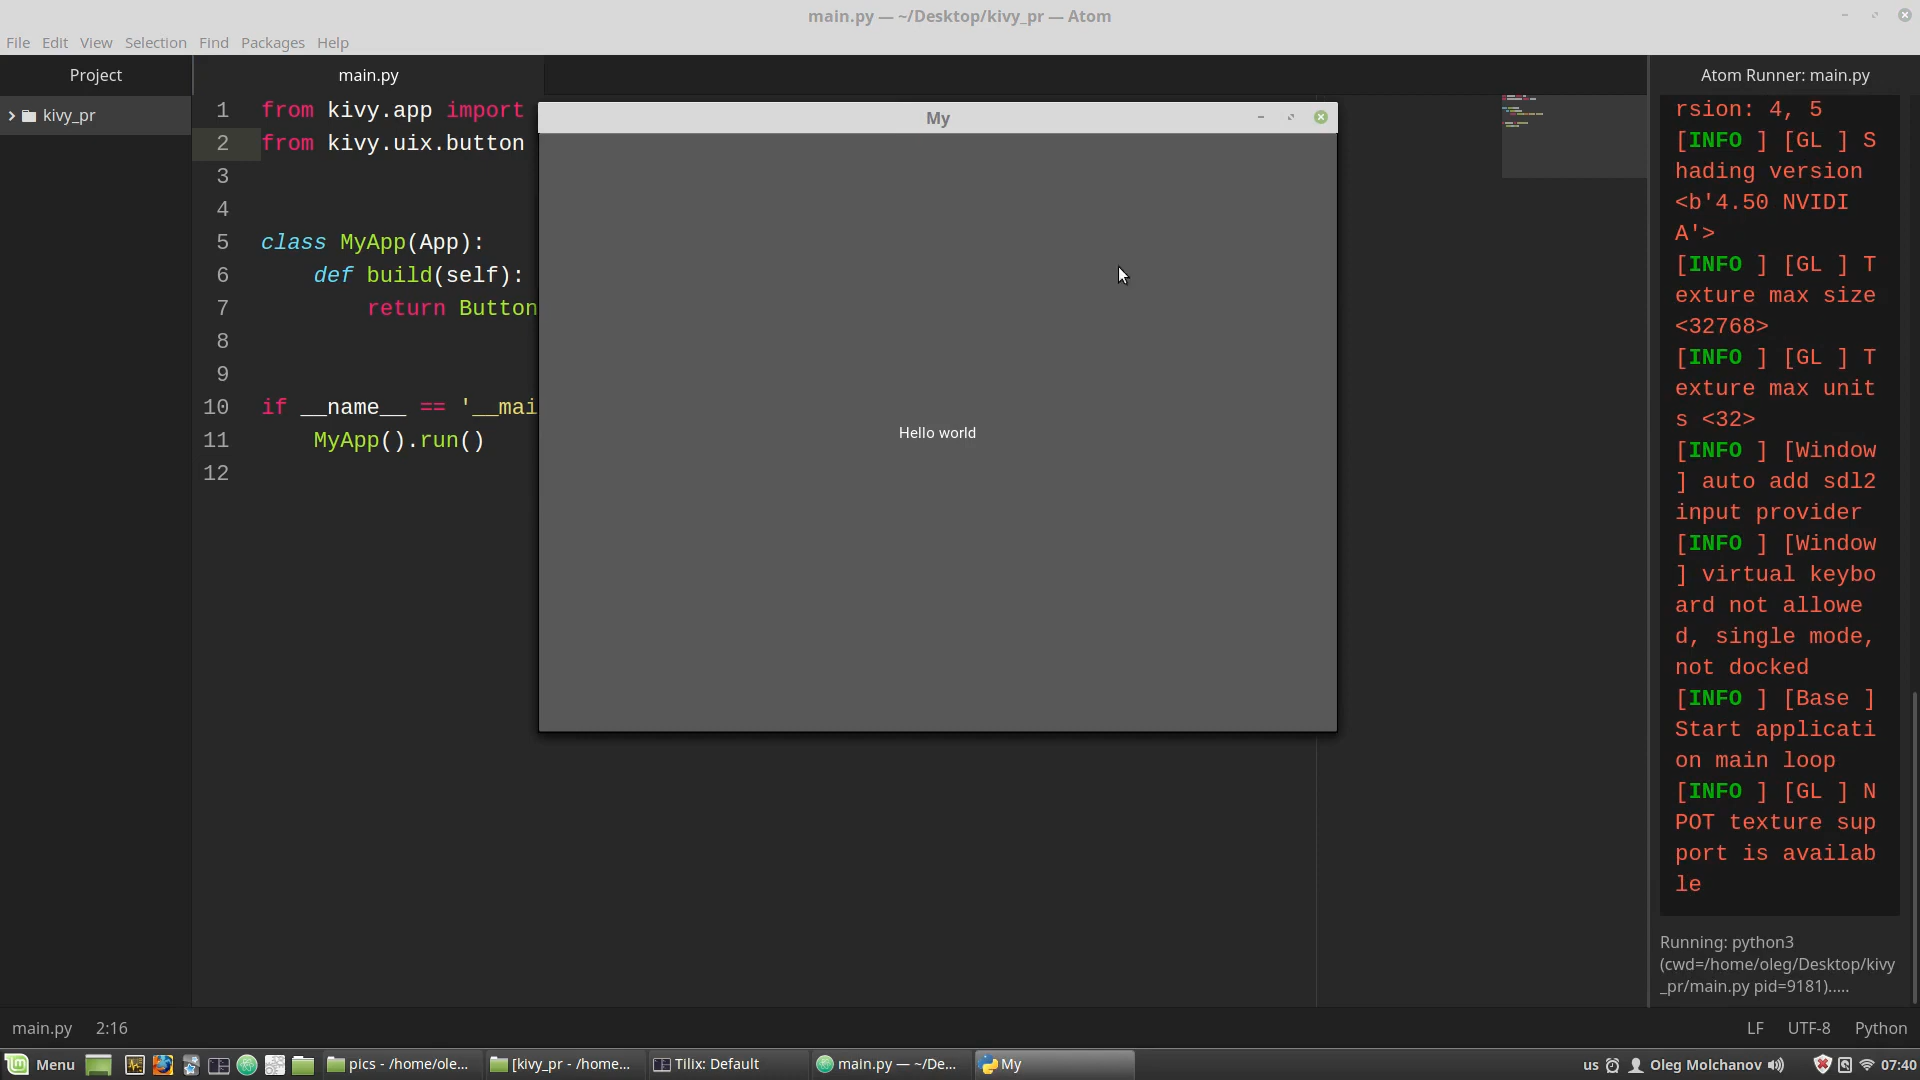 main.py — ~/Desktop/kivy_pr — Atom
File Edit View Selection Find Packages Help
Project
kivy_pr
main.py
1 from kivy.app import
2 from kivy.uix.button
3
4
5 class MyApp(App):
6 def build(self):
7 return Button
8
9
10 if __name__ == '__mai
11 MyApp().run()
12
My
Hello world
Atom Runner: main.py
rsion: 4, 5
[INFO ] [GL ] S
hading version
<b'4.50 NVIDI
A'>
[INFO ] [GL ] T
exture max size
<32768>
[INFO ] [GL ] T
exture max unit
s <32>
[INFO ] [Window
] auto add sdl2
input provider
[INFO ] [Window
] virtual keybo
ard not allowe
d, single mode,
not docked
[INFO ] [Base ]
Start applicati
on main loop
[INFO ] [GL ] N
POT texture sup
port is availab
le
Running: python3
(cwd=/home/oleg/Desktop/kivy
_pr/main.py pid=9181).....
main.py 2:16
LF UTF-8 Python
Menu pics - /home/ole... [kivy_pr - /home... Tilix: Default main.py — ~/De... My us Oleg Molchanov 07:40